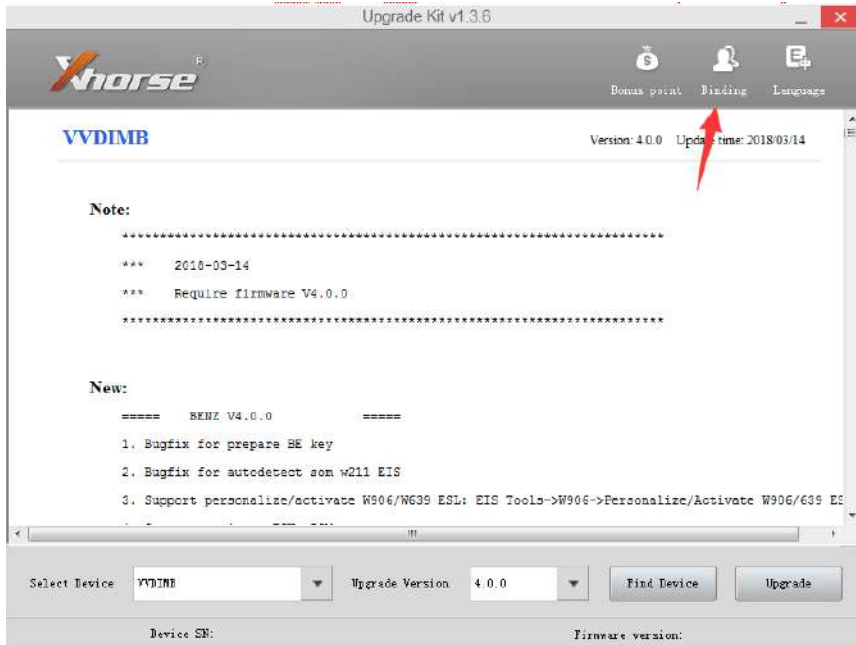 Upgrade Kit v1.3.6
Xhorse®
Bonus point Binding Language
VVDIMB
Version: 4.0.0 Update time: 2018/03/14
Note:
***********************************************************************
*** 2018-03-14
*** Require firmware V4.0.0
***********************************************************************
New:
===== BENZ V4.0.0 =====
1. Bugfix for prepare BE key
2. Bugfix for autodetect som w211 EIS
3. Support personalize/activate W906/W639 ESL: EIS Tools->W906->Personalize/Activate W906/639 ES
Select Device VVDIMB Upgrade Version 4.0.0 Find Device Upgrade
Device SN: Firmware version: